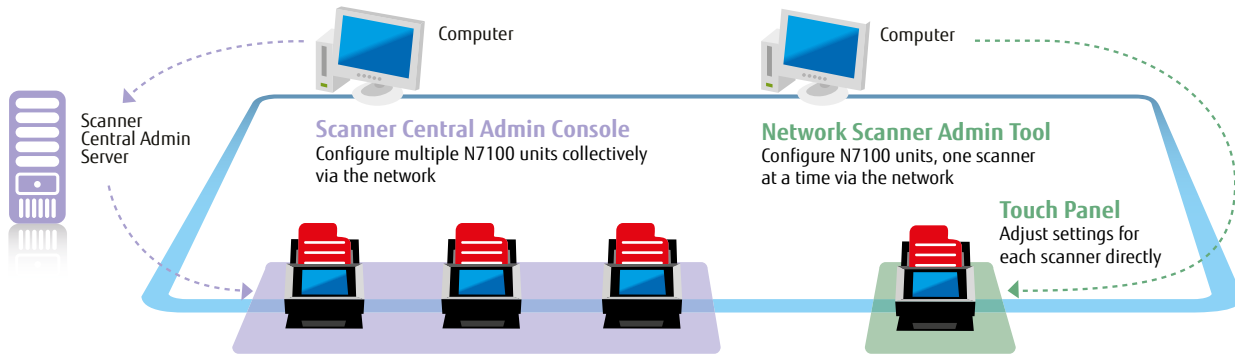 Computer
Computer
Scanner
Central Admin
Server
Scanner Central Admin Console
Configure multiple N7100 units collectively
via the network
Network Scanner Admin Tool
Configure N7100 units, one scanner
at a time via the network
Touch Panel
Adjust settings for
each scanner directly